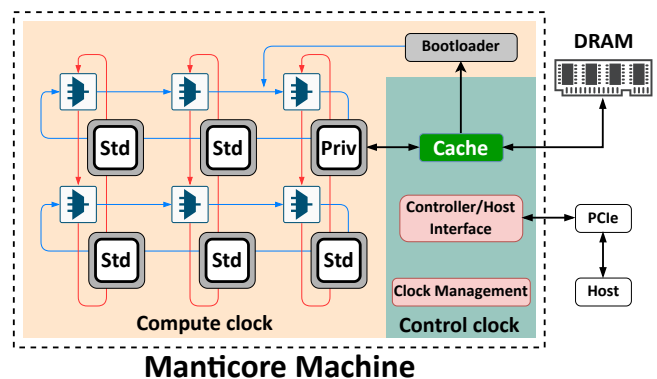 Bootloader
DRAM
Std
Std
Priv
Cache
Controller/Host
Interface
PCIe
Std
Std
Std
Clock Management
Host
Compute clock
Control clock
Manticore Machine